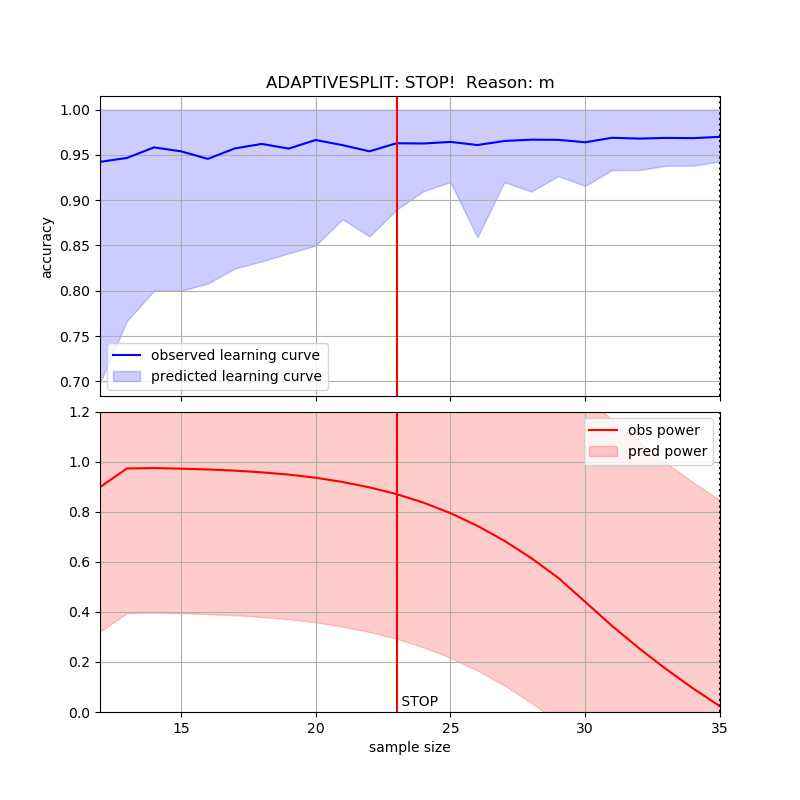 ADAPTIVESPLIT: STOP!  Reason: m
1.00
0.95
0.90
0.85
0.80
0.75
0.70
accuracy
observed learning curve
predicted learning curve
1.2
1.0
0.8
0.6
0.4
0.2
0.0
obs power
pred power
STOP
15 20 25 30 35
sample size